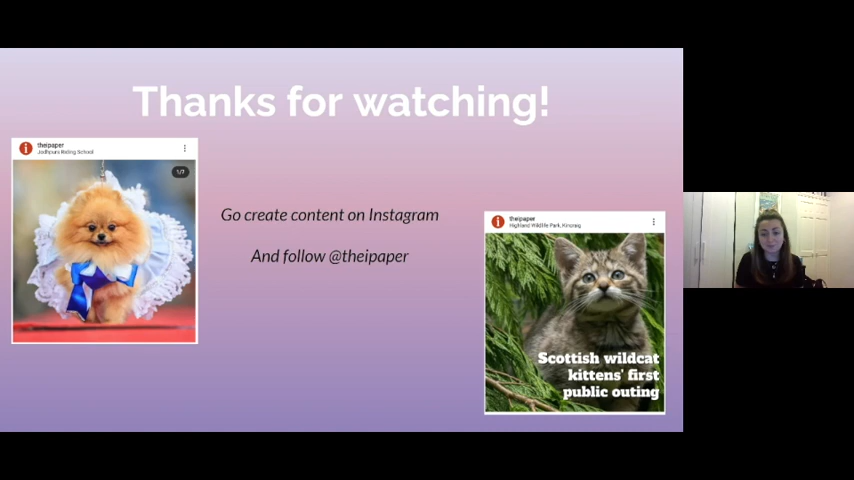 Thanks for watching!
i theipaper
Jodhpurs Riding School
1/7
Go create content on Instagram
And follow @theipaper
i theipaper
Highland Wildlife Park, Kincraig
Scottish wildcat
kittens' first
public outing